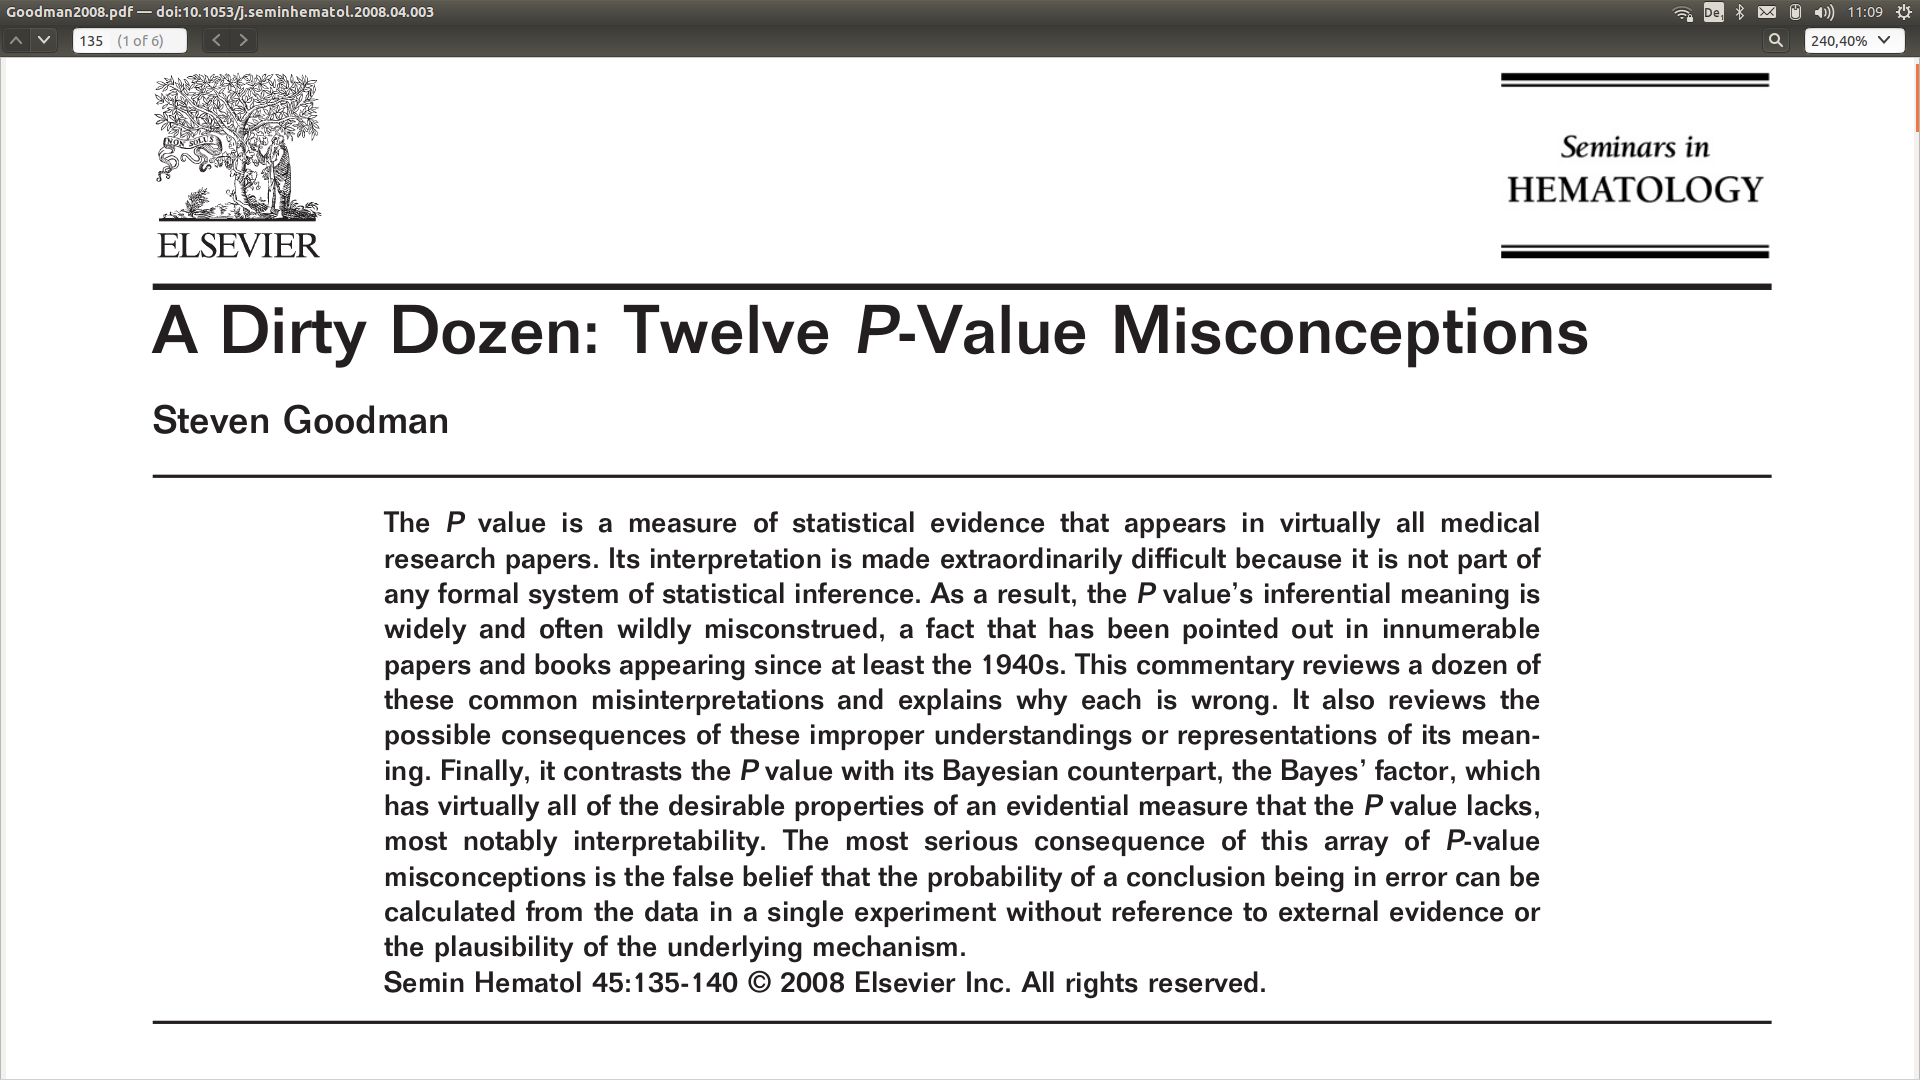 Goodman2008.pdf — doi:10.1053/j.seminhematol.2008.04.003
De1 11:09
135 (1 of 6)
240,40%
NON SOLUS
ELSEVIER
Seminars in
HEMATOLOGY
A Dirty Dozen: Twelve P-Value Misconceptions
Steven Goodman
The P value is a measure of statistical evidence that appears in virtually all medical
research papers. Its interpretation is made extraordinarily difficult because it is not part of
any formal system of statistical inference. As a result, the P value’s inferential meaning is
widely and often wildly misconstrued, a fact that has been pointed out in innumerable
papers and books appearing since at least the 1940s. This commentary reviews a dozen of
these common misinterpretations and explains why each is wrong. It also reviews the
possible consequences of these improper understandings or representations of its mean-
ing. Finally, it contrasts the P value with its Bayesian counterpart, the Bayes’ factor, which
has virtually all of the desirable properties of an evidential measure that the P value lacks,
most notably interpretability. The most serious consequence of this array of P-value
misconceptions is the false belief that the probability of a conclusion being in error can be
calculated from the data in a single experiment without reference to external evidence or
the plausibility of the underlying mechanism.
Semin Hematol 45:135-140 © 2008 Elsevier Inc. All rights reserved.